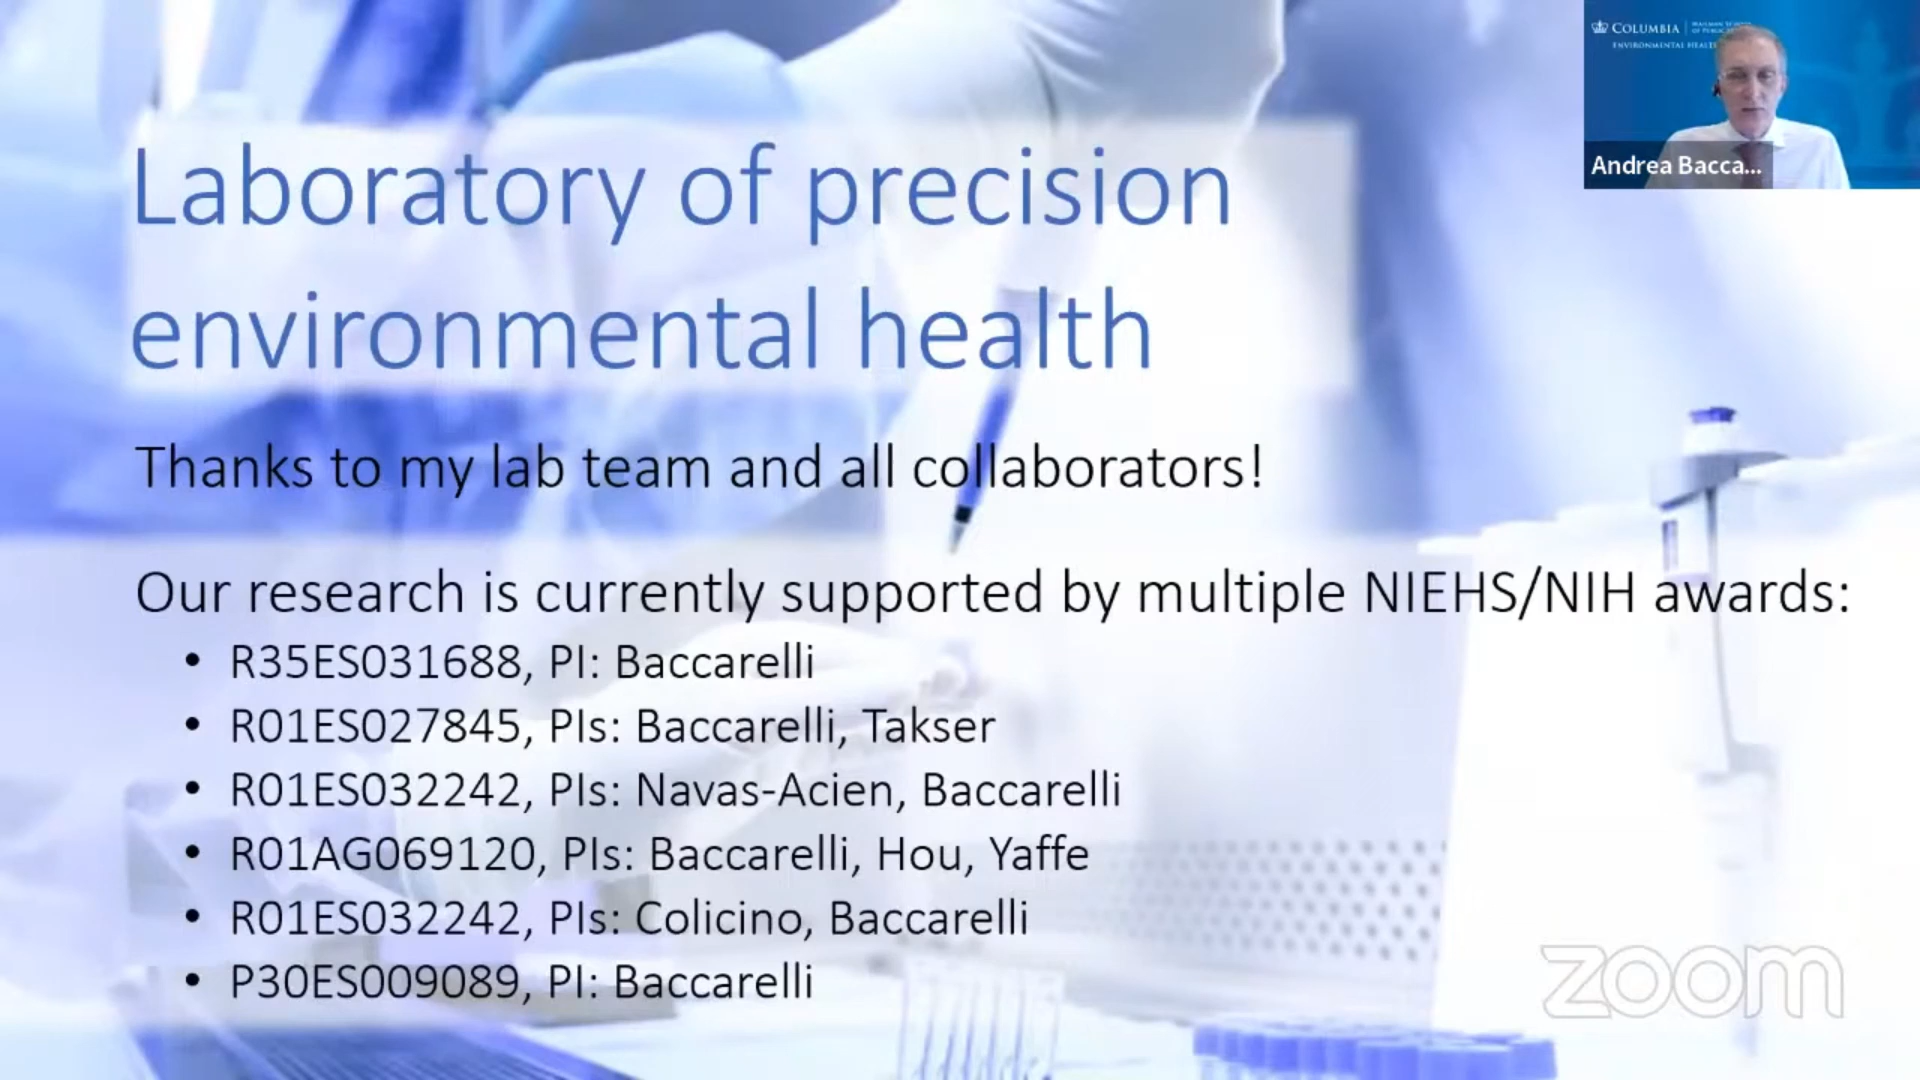 COLUMBIA
ENVIRONMENTAL HEALTH
Andrea Bacca...
Laboratory of precision
environmental health
Thanks to my lab team and all collaborators!
Our research is currently supported by multiple NIEHS/NIH awards:
• R35ES031688, PI: Baccarelli
• R01ES027845, PIs: Baccarelli, Takser
• R01ES032242, PIs: Navas-Acien, Baccarelli
• R01AG069120, PIs: Baccarelli, Hou, Yaffe
• R01ES032242, PIs: Colicino, Baccarelli
• P30ES009089, PI: Baccarelli
zoom